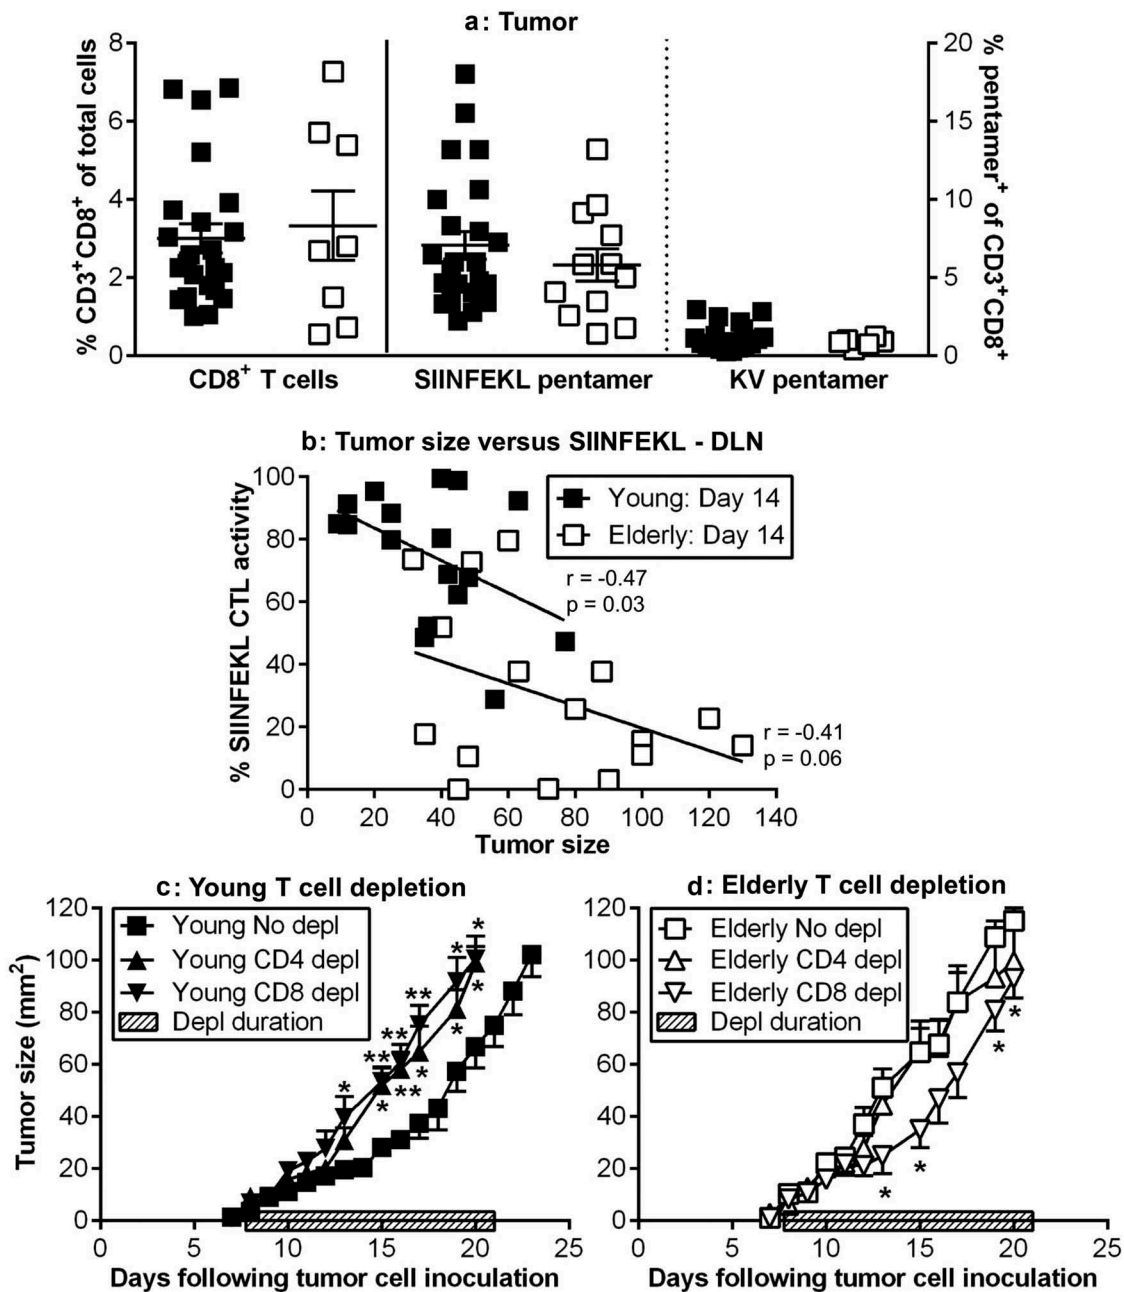 a: Tumor
% CD3+CD8+ of total cells
8
6
4
2
0
% pentamer+ of CD3+CD8+
20
15
10
5
0
CD8+ T cells
SIINFEKL pentamer
KV pentamer
b: Tumor size versus SIINFEKL - DLN
% SIINFEKL CTL activity
100
80
60
40
20
0
Young: Day 14
Elderly: Day 14
r = -0.47
p = 0.03
r = -0.41
p = 0.06
0 20 40 60 80 100 120 140
Tumor size
c: Young T cell depletion
Tumor size (mm2)
120
100
80
60
40
20
0
Young No depl
Young CD4 depl
Young CD8 depl
Depl duration
*
**
**
**
*
*
*
**
*
*
*
0 5 10 15 20 25
Days following tumor cell inoculation
d: Elderly T cell depletion
120
100
80
60
40
20
0
Elderly No depl
Elderly CD4 depl
Elderly CD8 depl
Depl duration
*
*
*
*
0 5 10 15 20 25
Days following tumor cell inoculation